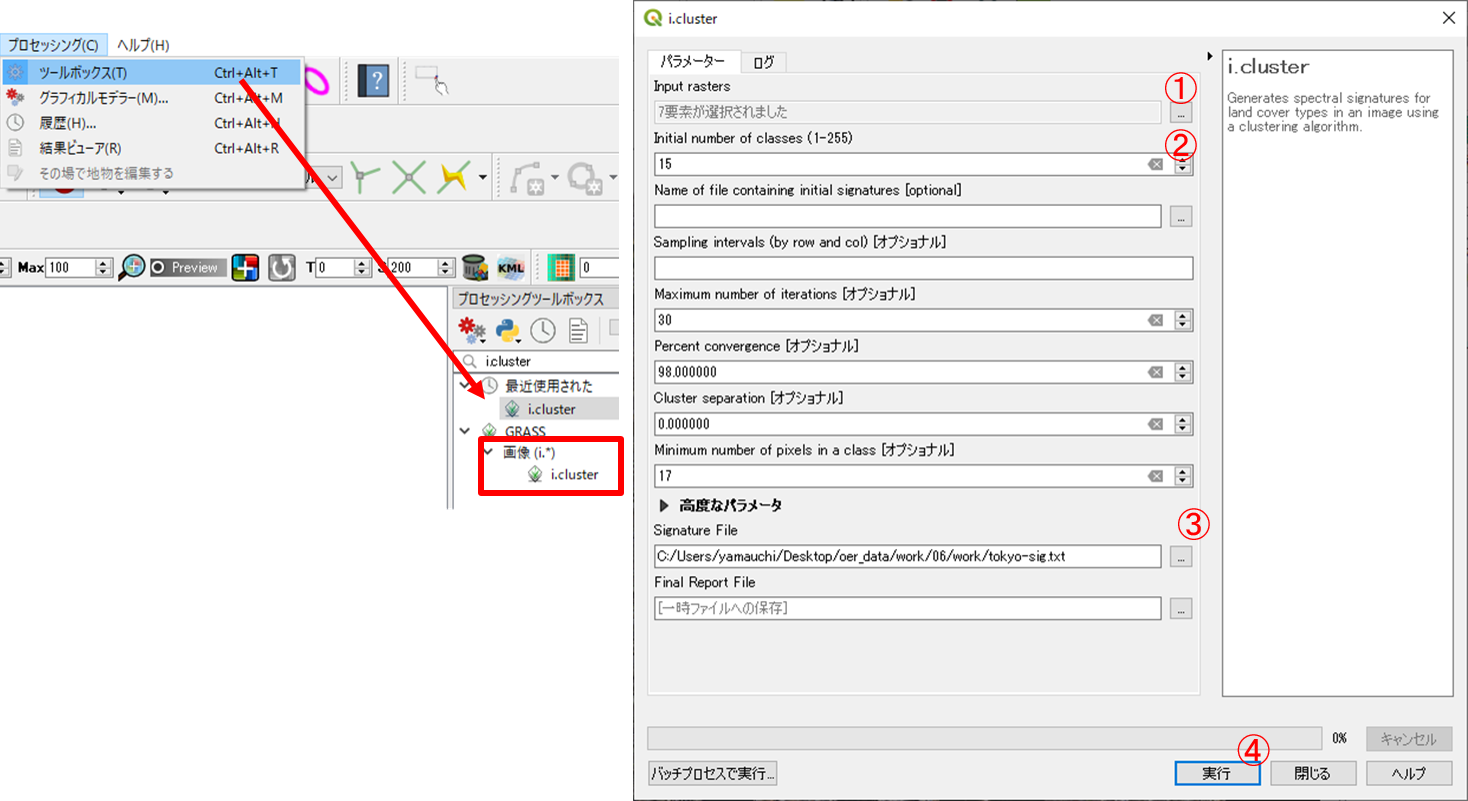 プロセッシング(C) ヘルプ(H)
ツールボックス(T) Ctrl+Alt+T
グラフィカルモデラー(M)... Ctrl+Alt+M
履歴(H)... Ctrl+Alt+H
結果ビューア(R) Ctrl+Alt+R
その場で地物を編集する
Max 100 Preview T 0 S 200 KML 0
プロセッシングツールボックス
i.cluster
最近使用された
i.cluster
GRASS
画像 (i.*)
i.cluster
i.cluster
パラメーター ログ
Input rasters
①
7要素が選択されました ...
Initial number of classes (1-255)
②
15
Name of file containing initial signatures [optional]
...
Sampling intervals (by row and col) [オプショナル]
Maximum number of iterations [オプショナル]
30
Percent convergence [オプショナル]
98.000000
Cluster separation [オプショナル]
0.000000
Minimum number of pixels in a class [オプショナル]
17
高度なパラメータ
Signature File
③
C:/Users/yamauchi/Desktop/oer_data/work/06/work/tokyo-sig.txt ...
Final Report File
[一時ファイルへの保存] ...
i.cluster
Generates spectral signatures for
land cover types in an image using
a clustering algorithm.
0% キャンセル
④
バッチプロセスで実行... 実行 閉じる ヘルプ